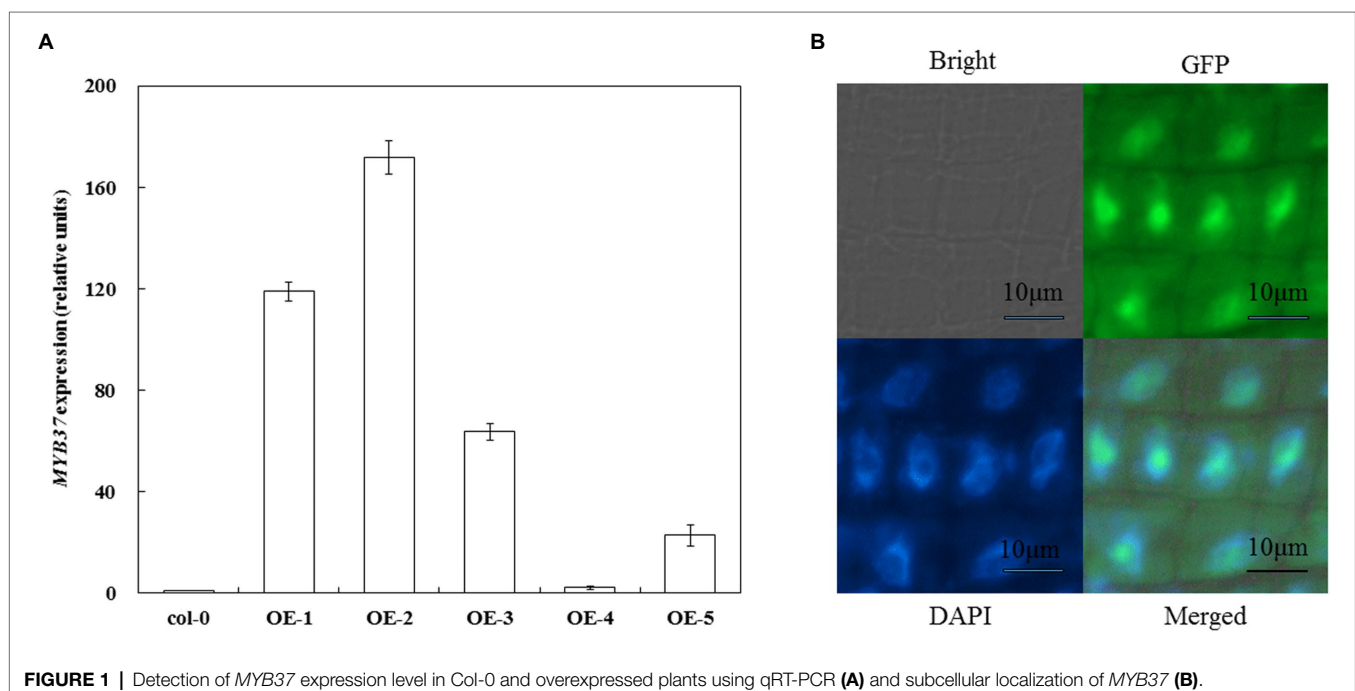 A
B
Bright
GFP
200
160
120
80
40
0
MYB37 expression (relative units)
col-0
OE-1
OE-2
OE-3
OE-4
OE-5
10μm
10μm
10μm
10μm
DAPI
Merged
FIGURE 1 | Detection of MYB37 expression level in Col-0 and overexpressed plants using qRT-PCR (A) and subcellular localization of MYB37 (B).